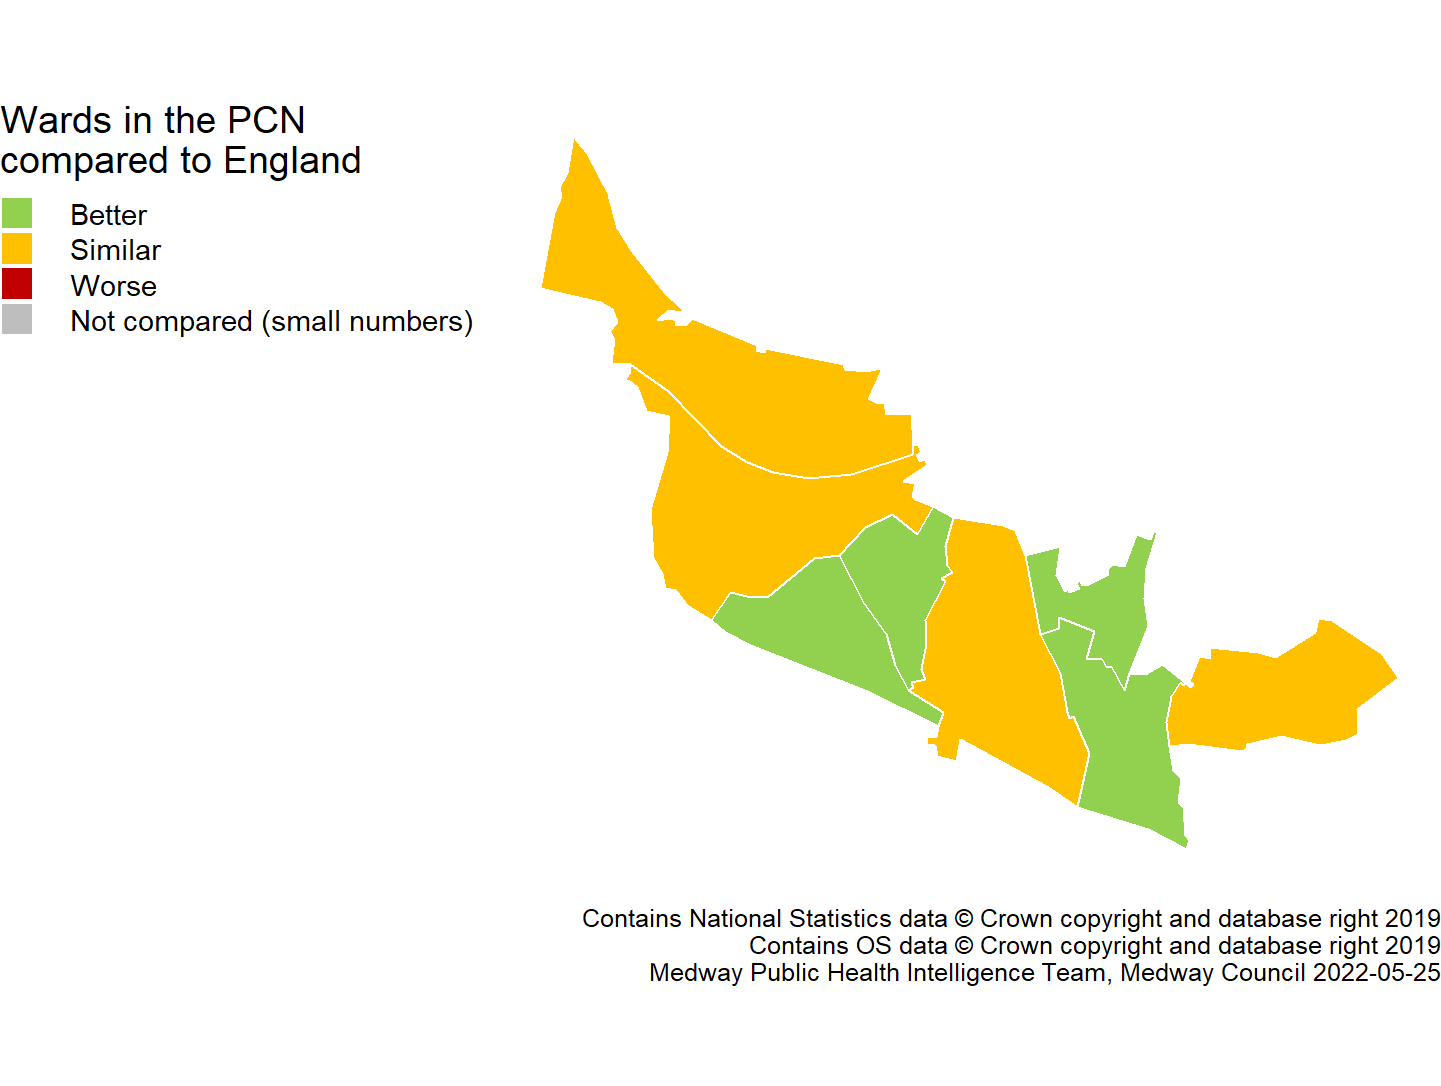 Wards in the PCN
compared to England
Better
Similar
Worse
Not compared (small numbers)
Contains National Statistics data © Crown copyright and database right 2019
Contains OS data © Crown copyright and database right 2019
Medway Public Health Intelligence Team, Medway Council 2022-05-25